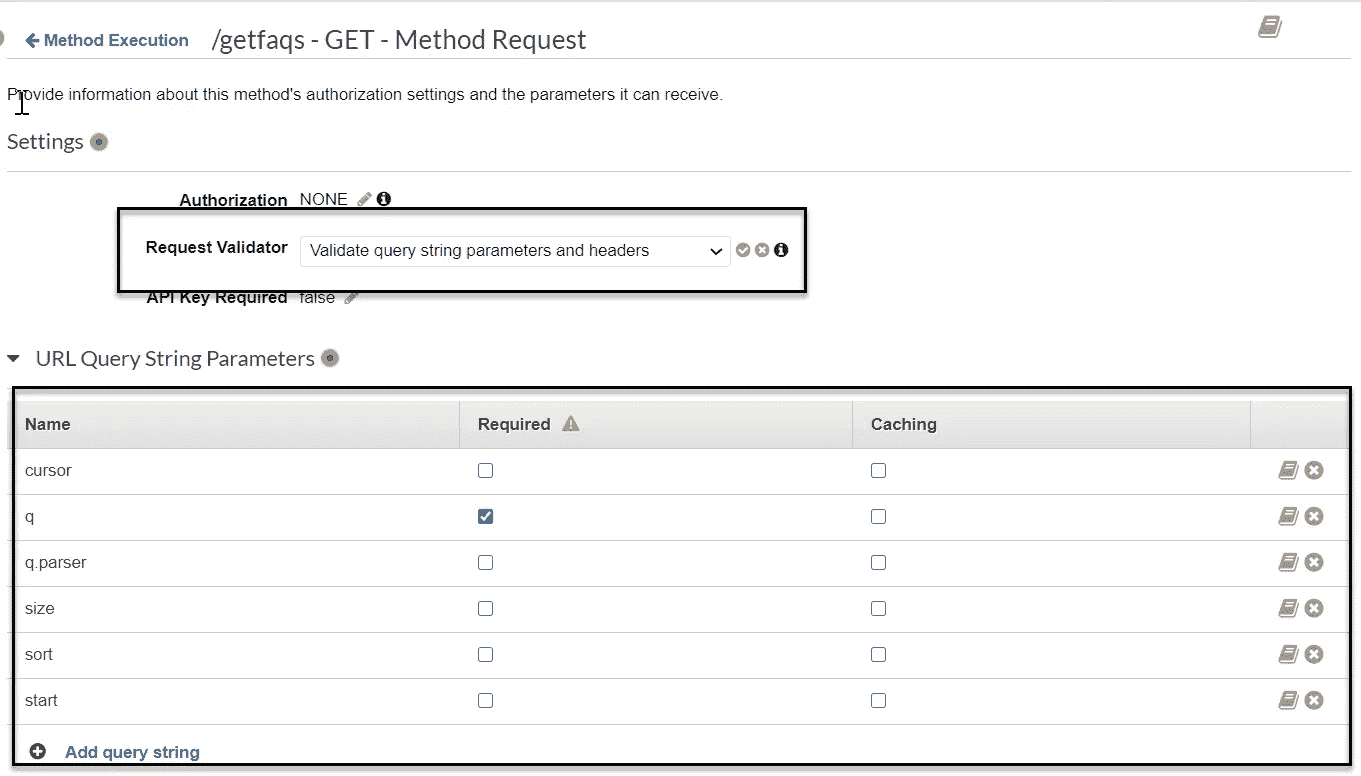 Method Execution /getfaqs - GET - Method Request
Provide information about this method's authorization settings and the parameters it can receive.
Settings
Authorization NONE
Request Validator Validate query string parameters and headers
API Key Required false
URL Query String Parameters
Name Required Caching
cursor
q
q.parser
size
sort
start
Add query string